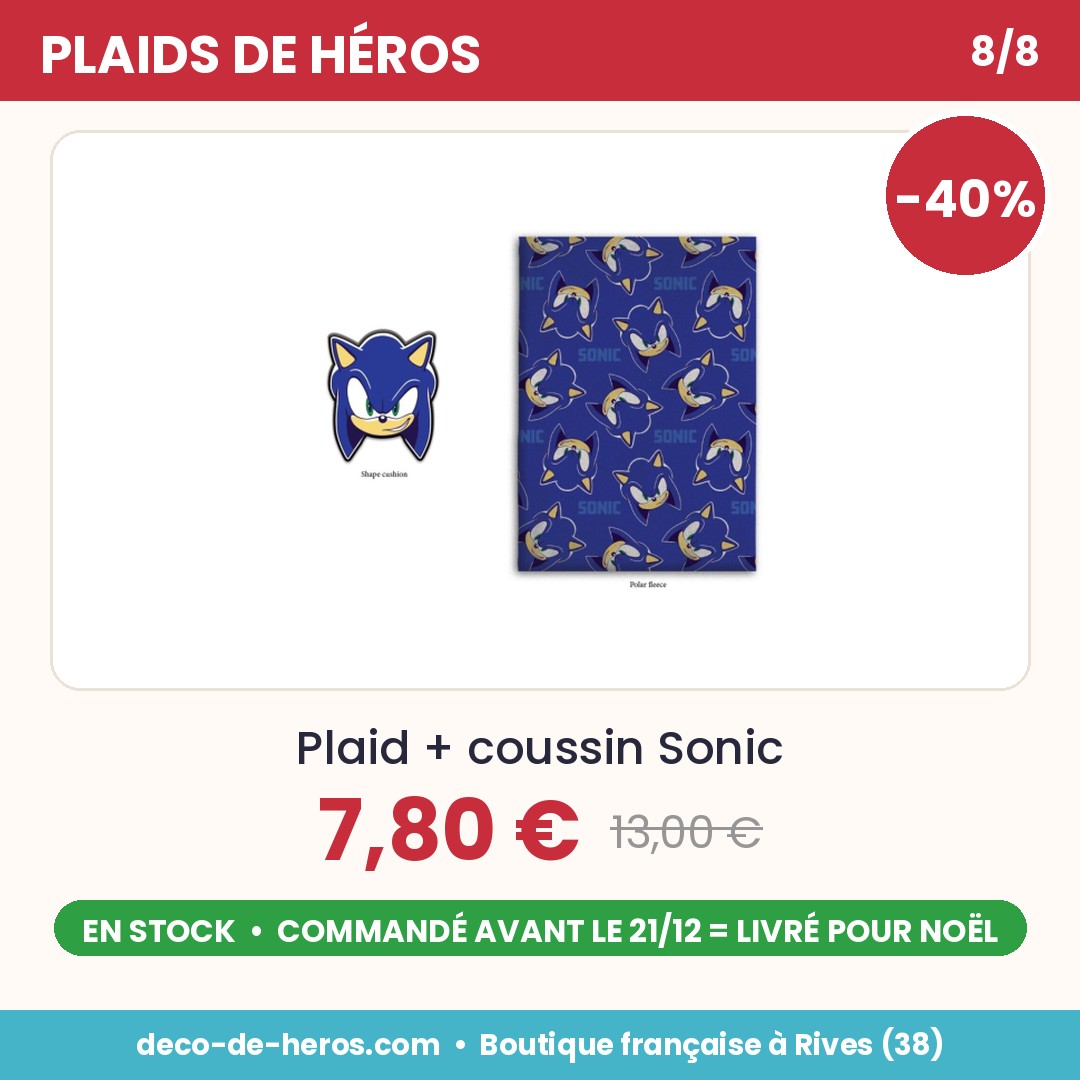 PLAIDS DE HÉROS
8/8
-40%
SONIC
SONIC
SONIC
SONIC
SONIC
Shape cushion
Polar fleece
Plaid + coussin Sonic
7,80 € 13,00 €
EN STOCK • COMMANDÉ AVANT LE 21/12 = LIVRÉ POUR NOËL
deco-de-heros.com • Boutique française à Rives (38)